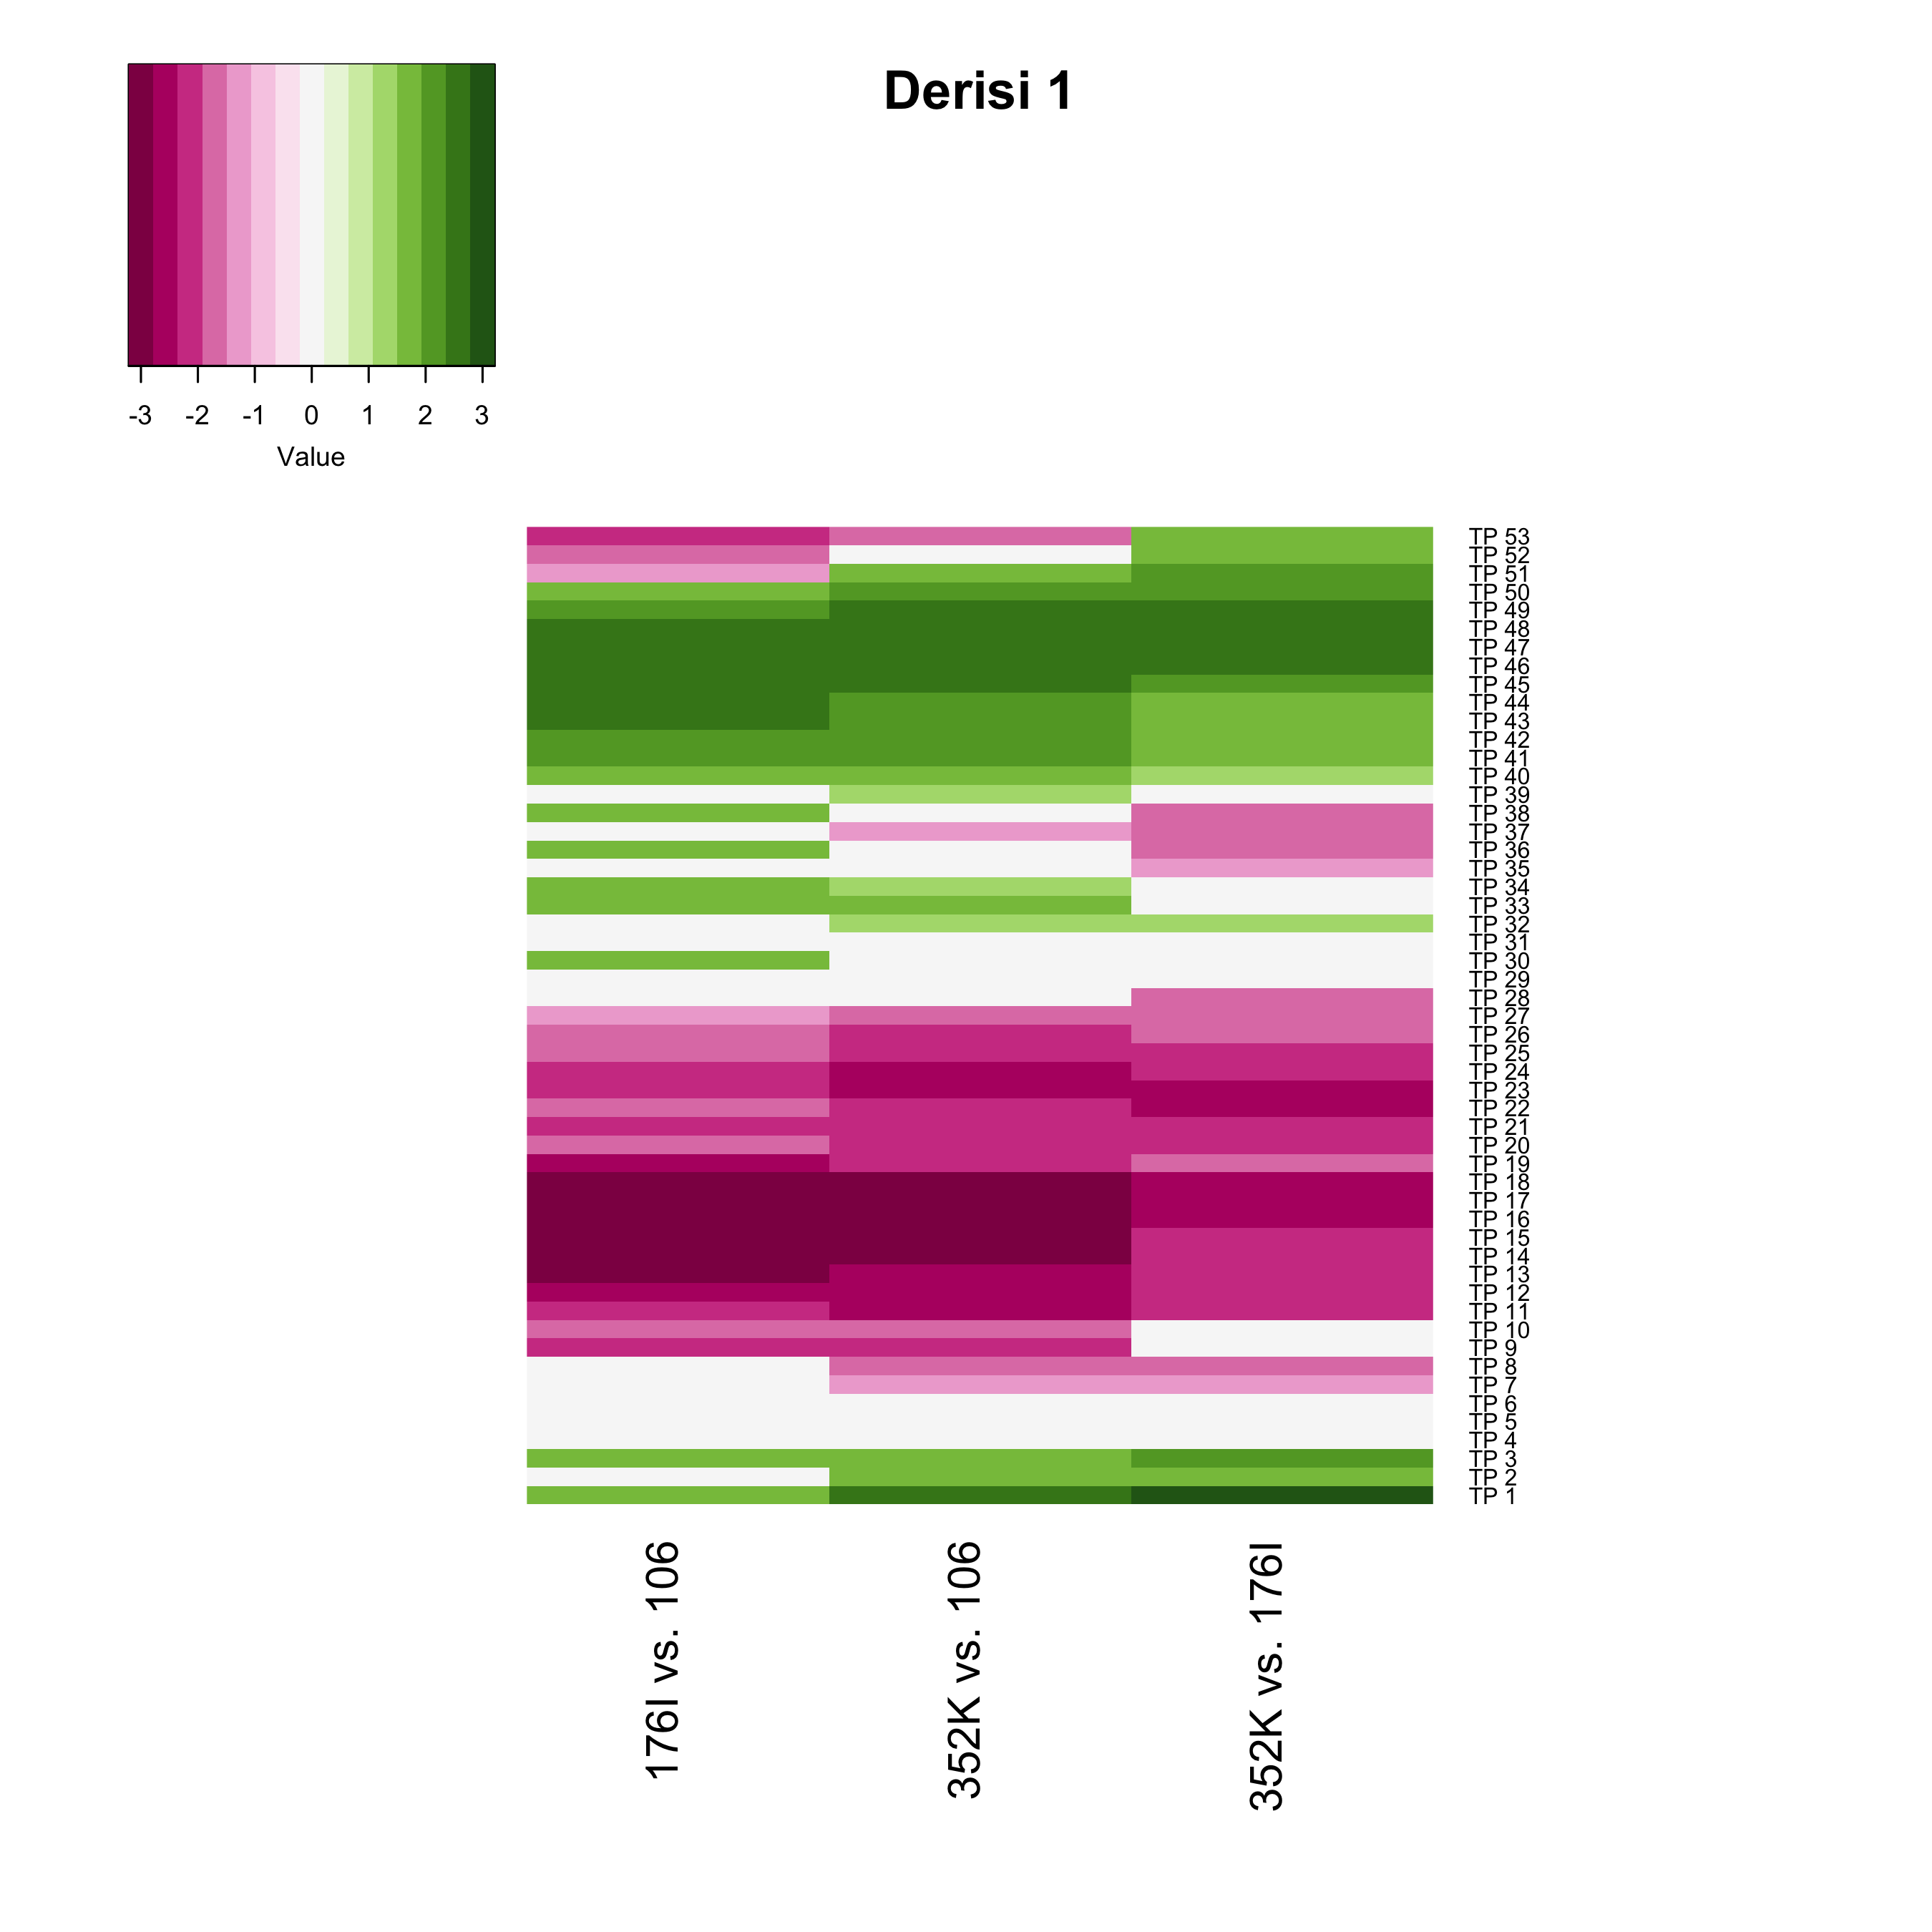 Derisi 1
-3 -2 -1 0 1 2 3
Value
TP 53
TP 52
TP 51
TP 50
TP 49
TP 48
TP 47
TP 46
TP 45
TP 44
TP 43
TP 42
TP 41
TP 40
TP 39
TP 38
TP 37
TP 36
TP 35
TP 34
TP 33
TP 32
TP 31
TP 30
TP 29
TP 28
TP 27
TP 26
TP 25
TP 24
TP 23
TP 22
TP 21
TP 20
TP 19
TP 18
TP 17
TP 16
TP 15
TP 14
TP 13
TP 12
TP 11
TP 10
TP 9
TP 8
TP 7
TP 6
TP 5
TP 4
TP 3
TP 2
TP 1
176I vs. 106
352K vs. 106
352K vs. 176I